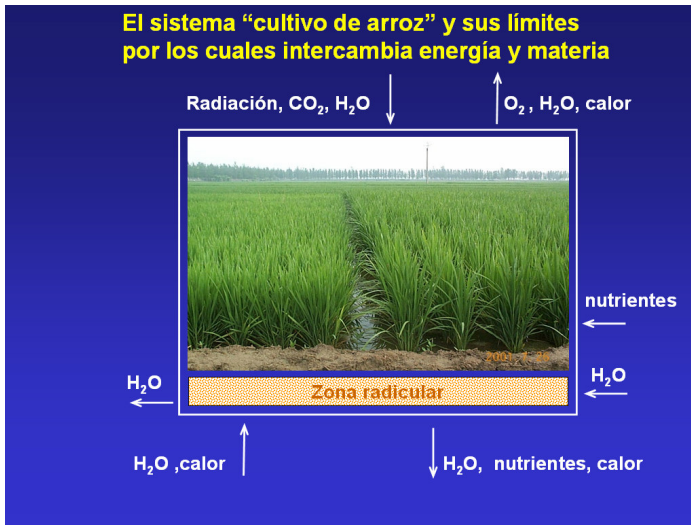 El sistema “cultivo de arroz” y sus límites
por los cuales intercambia energía y materia
Radiación, CO₂, H₂O
O₂ , H₂O, calor
nutrientes
H₂O
H₂O
Zona radicular
H₂O ,calor
H₂O, nutrientes, calor